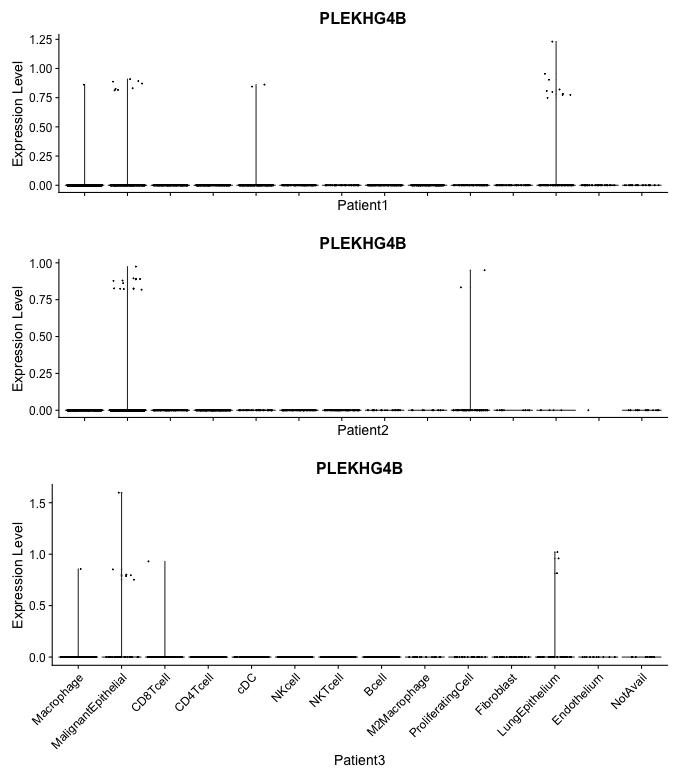 PLEKHG4B
Expression Level
1.25
1.00
0.75
0.50
0.25
0.00
Patient1
PLEKHG4B
Expression Level
1.00
0.75
0.50
0.25
0.00
Patient2
PLEKHG4B
Expression Level
1.5
1.0
0.5
0.0
Macrophage
MalignantEpithelial
CD8Tcell
CD4Tcell
cDC
NKcell
NKTcell
Bcell
M2Macrophage
ProliferatingCell
Fibroblast
LungEpithelium
Endothelium
NotAvail
Patient3